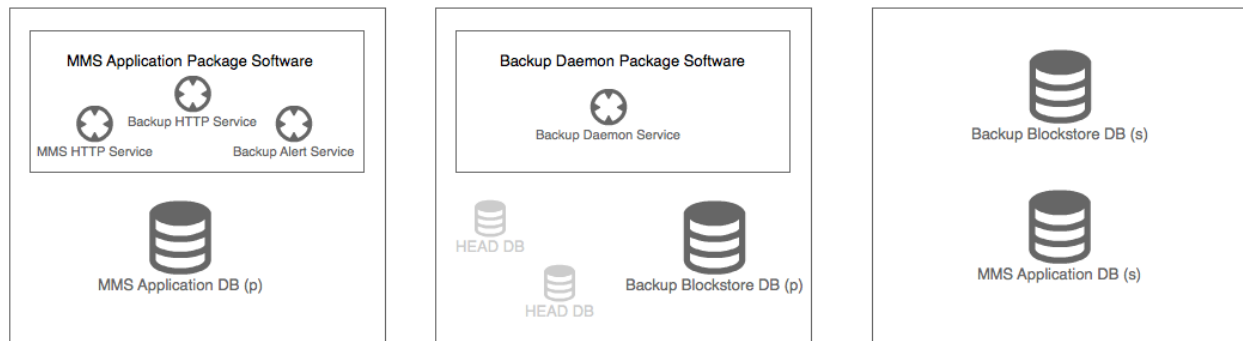 MMS Application Package Software
Backup HTTP Service
MMS HTTP Service
Backup Alert Service
MMS Application DB (p)
Backup Daemon Package Software
Backup Daemon Service
HEAD DB
HEAD DB
Backup Blockstore DB (p)
Backup Blockstore DB (s)
MMS Application DB (s)